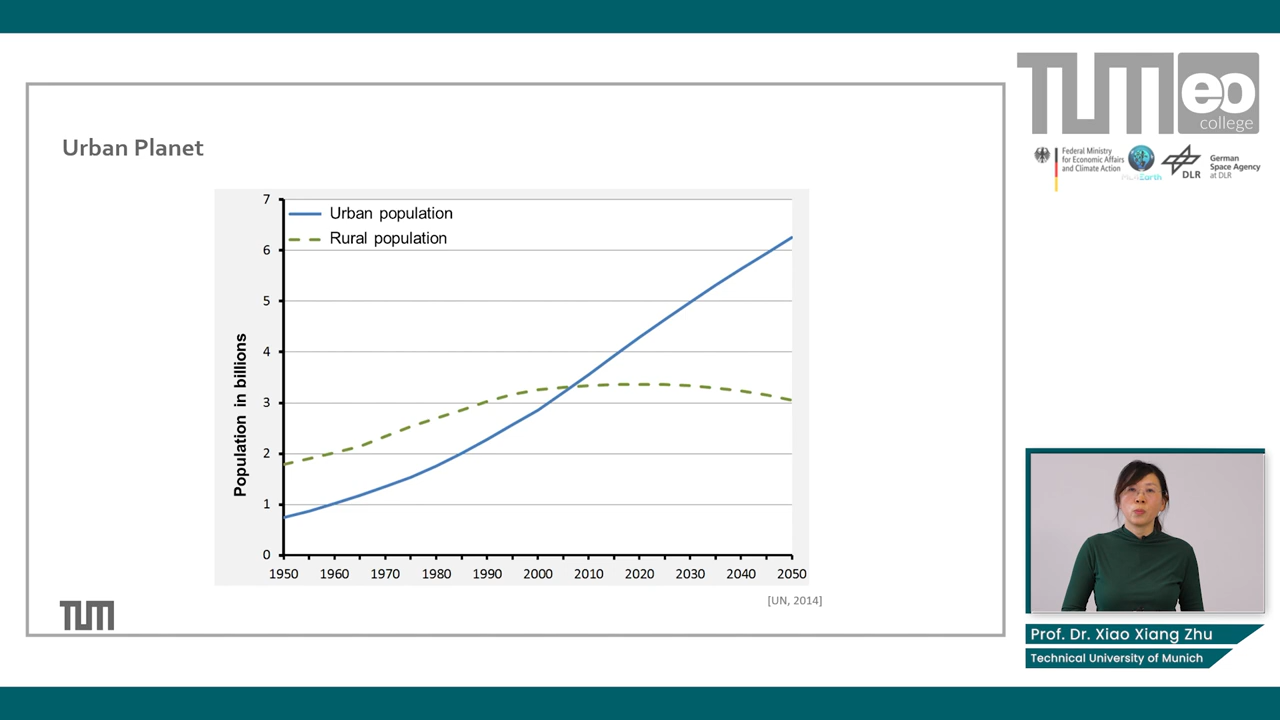 TUM
eo
college
Federal Ministry
for Economic Affairs
and Climate Action
ML4Earth
DLR
German
Space Agency
at DLR
Urban Planet
Urban population
Rural population
Population in billions
7
6
5
4
3
2
1
0
1950 1960 1970 1980 1990 2000 2010 2020 2030 2040 2050
[UN, 2014]
TUM
Prof. Dr. Xiao Xiang Zhu
Technical University of Munich